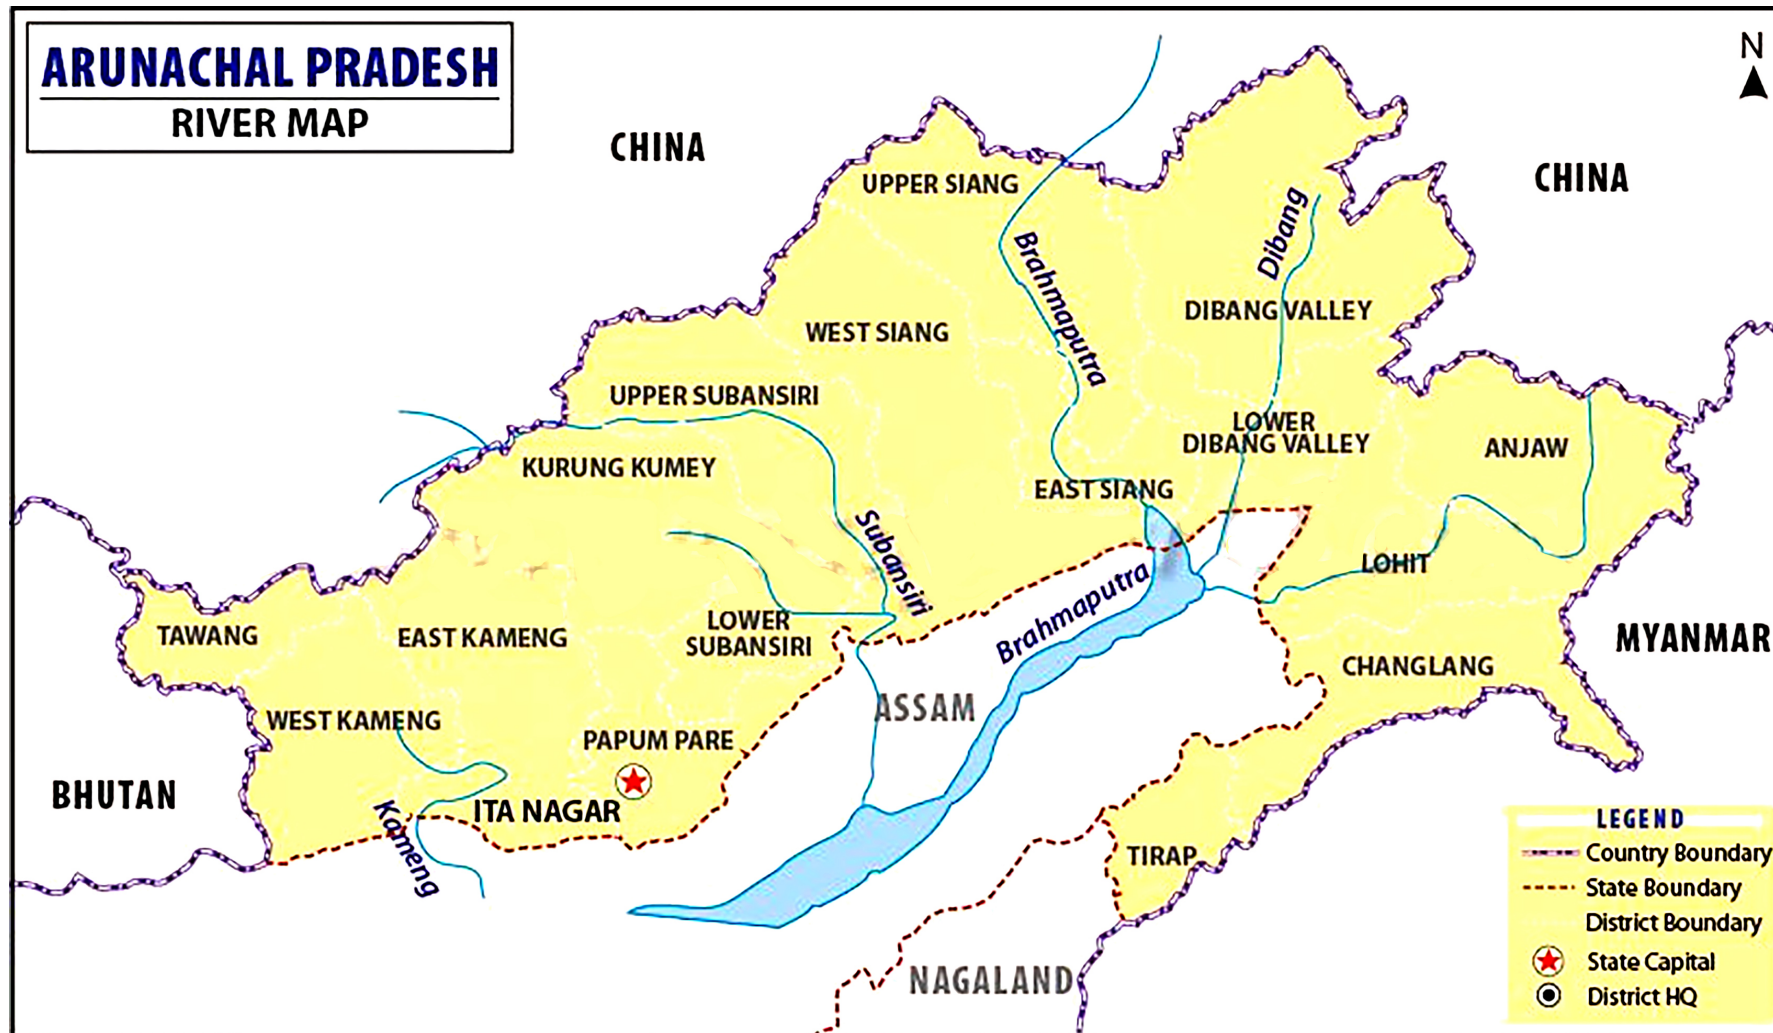 ARUNACHAL PRADESH
RIVER MAP
N
CHINA
CHINA
UPPER SIANG
Brahmaputra
Dibang
DIBANG VALLEY
WEST SIANG
UPPER SUBANSIRI
LOWER
DIBANG VALLEY
ANJAW
KURUNG KUMEY
EAST SIANG
Subansiri
LOHIT
Brahmaputra
TAWANG
EAST KAMENG
LOWER
SUBANSIRI
MYANMAR
CHANGLANG
WEST KAMENG
ASSAM
PAPUM PARE
BHUTAN
ITA NAGAR
Kameng
TIRAP
NAGALAND
LEGEND
Country Boundary
State Boundary
District Boundary
State Capital
District HQ